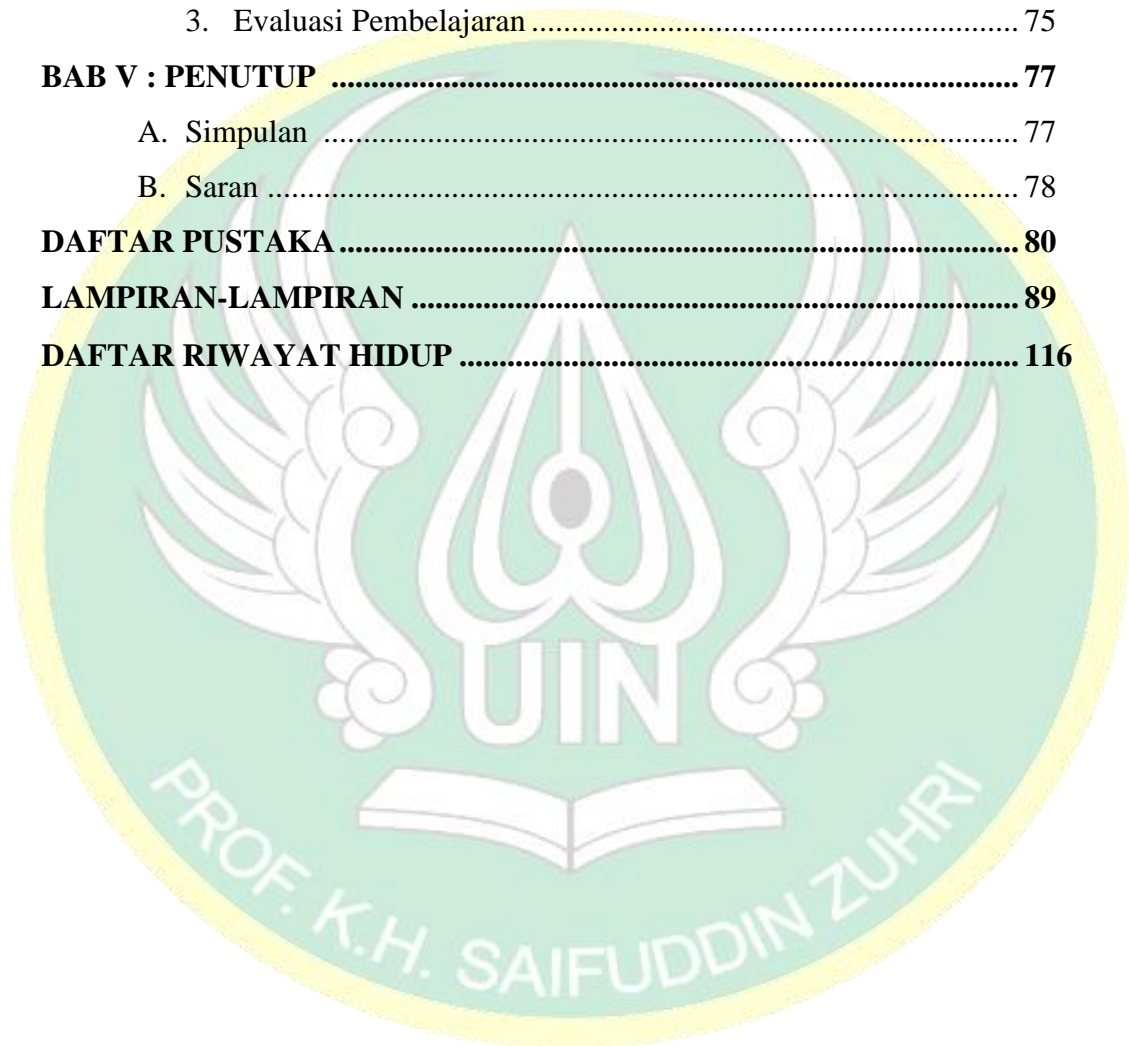 3. Evaluasi Pembelajaran ............................................................. 75
BAB V : PENUTUP ....................................................................................... 77
A. Simpulan ........................................................................................ 77
B. Saran .............................................................................................. 78
DAFTAR PUSTAKA ..................................................................................... 80
LAMPIRAN-LAMPIRAN ............................................................................ 89
DAFTAR RIWAYAT HIDUP ...................................................................... 116
UIN
PROF. K.H. SAIFUDDIN ZUHRI